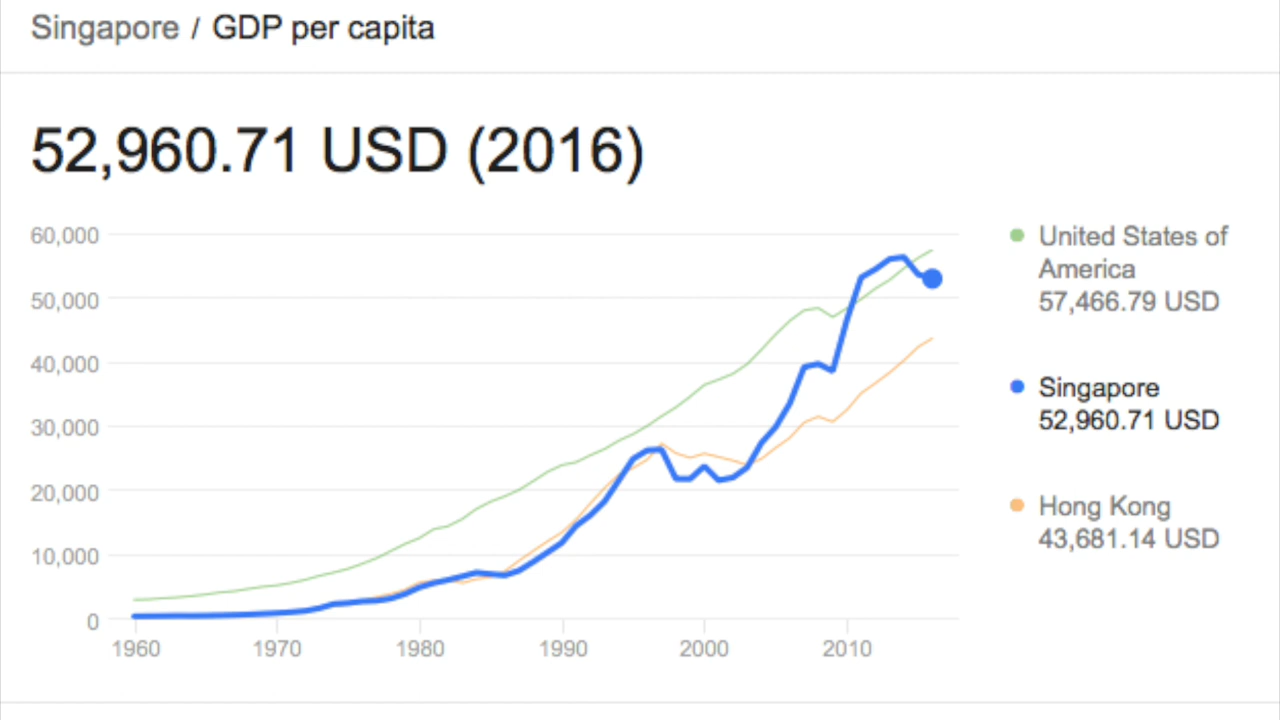 Singapore / GDP per capita
52,960.71 USD (2016)
60,000
50,000
40,000
30,000
20,000
10,000
0
1960 1970 1980 1990 2000 2010
United States of
America
57,466.79 USD
Singapore
52,960.71 USD
Hong Kong
43,681.14 USD